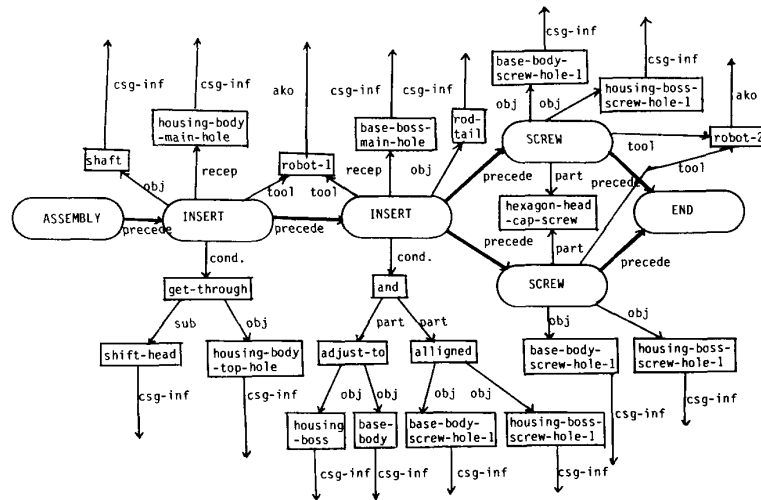 csg-inf
base-body-
screw-hole-1
csg-inf
housing-boss-
screw-hole-1
csg-inf
csg-inf
ako
csg-inf
csg-inf
ako
housing-body
-main-hole
base-boss-
main-hole
rod-
tail
obj
obj
SCREW
robot-2
tool
shaft
obj
recep
robot-1
tool
tool
recep
obj
precede
part
precede
tool
ASSEMBLY
precede
INSERT
precede
INSERT
hexagon-head
-cap-screw
END
precede
part
precede
SCREW
cond.
cond.
get-through
and
sub
obj
part
part
obj
obj
shift-head
housing-body
-top-hole
adjust-to
alligned
base-body-
screw-hole-1
housing-boss-
screw-hole-1
csg-inf
csg-inf
obj
obj
obj
obj
csg-inf
csg-inf
housing
-boss
base-
body
base-body-
screw-hole-1
housing-boss-
screw-hole-1
csg-inf
csg-inf
csg-inf
csg-inf